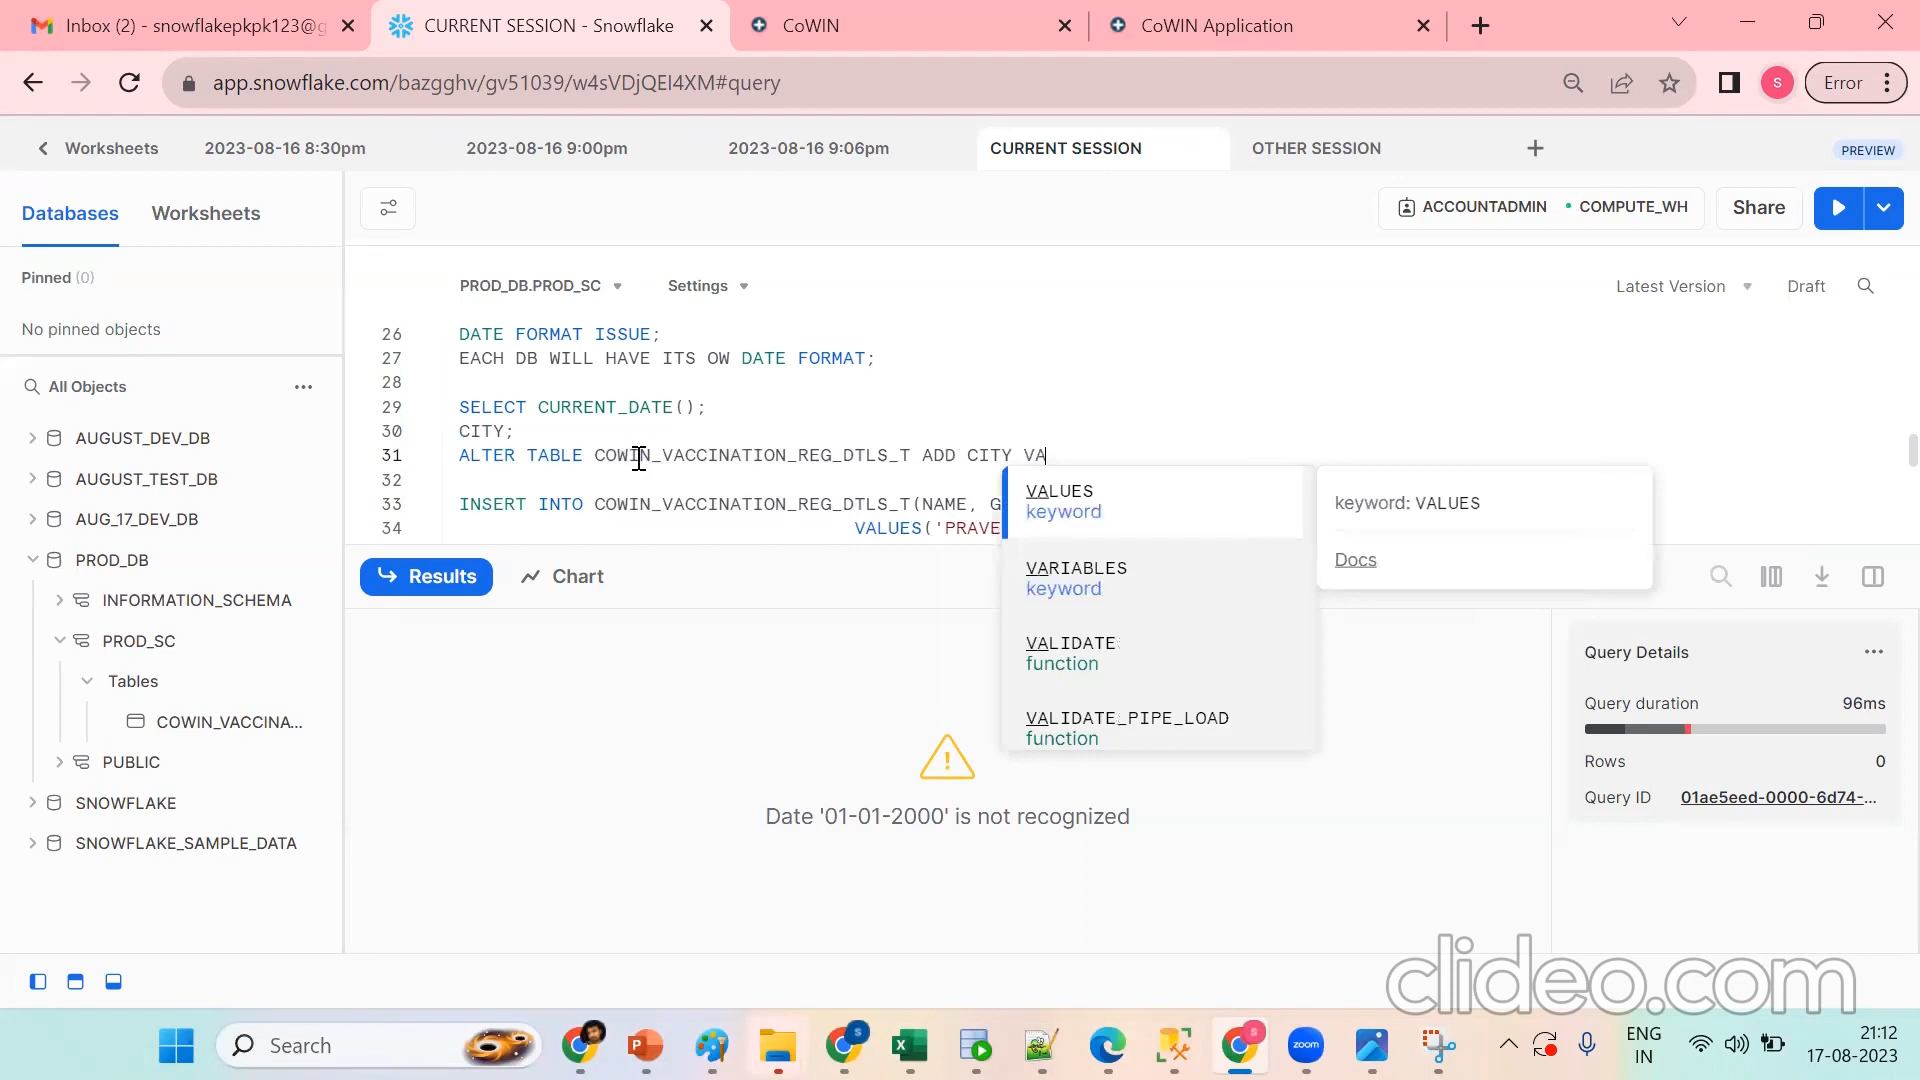 Inbox (2) - snowflakepkpk123@g
CURRENT SESSION - Snowflake
CoWIN
CoWIN Application
app.snowflake.com/bazgghv/gv51039/w4sVDjQEI4XM#query
S
Error
Worksheets
2023-08-16 8:30pm
2023-08-16 9:00pm
2023-08-16 9:06pm
CURRENT SESSION
OTHER SESSION
PREVIEW
Databases
Worksheets
ACCOUNTADMIN
COMPUTE_WH
Share
Pinned (0)
No pinned objects
PROD_DB.PROD_SC
Settings
Latest Version
Draft
26 DATE FORMAT ISSUE;
27 EACH DB WILL HAVE ITS OW DATE FORMAT;
28
29 SELECT CURRENT_DATE();
30 CITY;
31 ALTER TABLE COWIN_VACCINATION_REG_DTLS_T ADD CITY VA
32
33 INSERT INTO COWIN_VACCINATION_REG_DTLS_T(NAME, G
34 VALUES('PRAVE
VALUES
keyword
VARIABLES
keyword
VALIDATE
function
VALIDATE_PIPE_LOAD
function
keyword: VALUES
Docs
All Objects
AUGUST_DEV_DB
AUGUST_TEST_DB
AUG_17_DEV_DB
PROD_DB
INFORMATION_SCHEMA
PROD_SC
Tables
COWIN_VACCINA...
PUBLIC
SNOWFLAKE
SNOWFLAKE_SAMPLE_DATA
Results
Chart
Date '01-01-2000' is not recognized
Query Details
Query duration 96ms
Rows 0
Query ID 01ae5eed-0000-6d74-...
clideo.com
Search
S
P
S
zoom
ENG
IN
21:12
17-08-2023